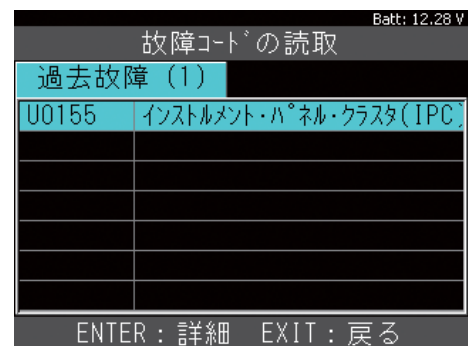 Batt: 12.28 V
故障ｺｰﾄﾞの読取
過去故障 (1)
U0155 ｲﾝｽﾄﾙﾒﾝﾄ･ﾊﾟﾈﾙ･ｸﾗｽﾀ(IPC)
ENTER : 詳細 EXIT : 戻る